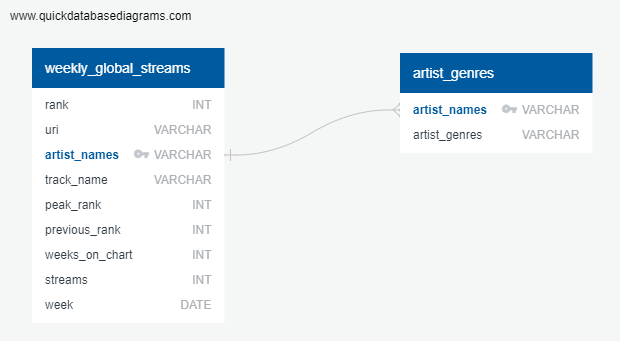 www.quickdatabasediagrams.com
weekly_global_streams
rank INT
uri VARCHAR
artist_names VARCHAR
track_name VARCHAR
peak_rank INT
previous_rank INT
weeks_on_chart INT
streams INT
week DATE
artist_genres
artist_names VARCHAR
artist_genres VARCHAR